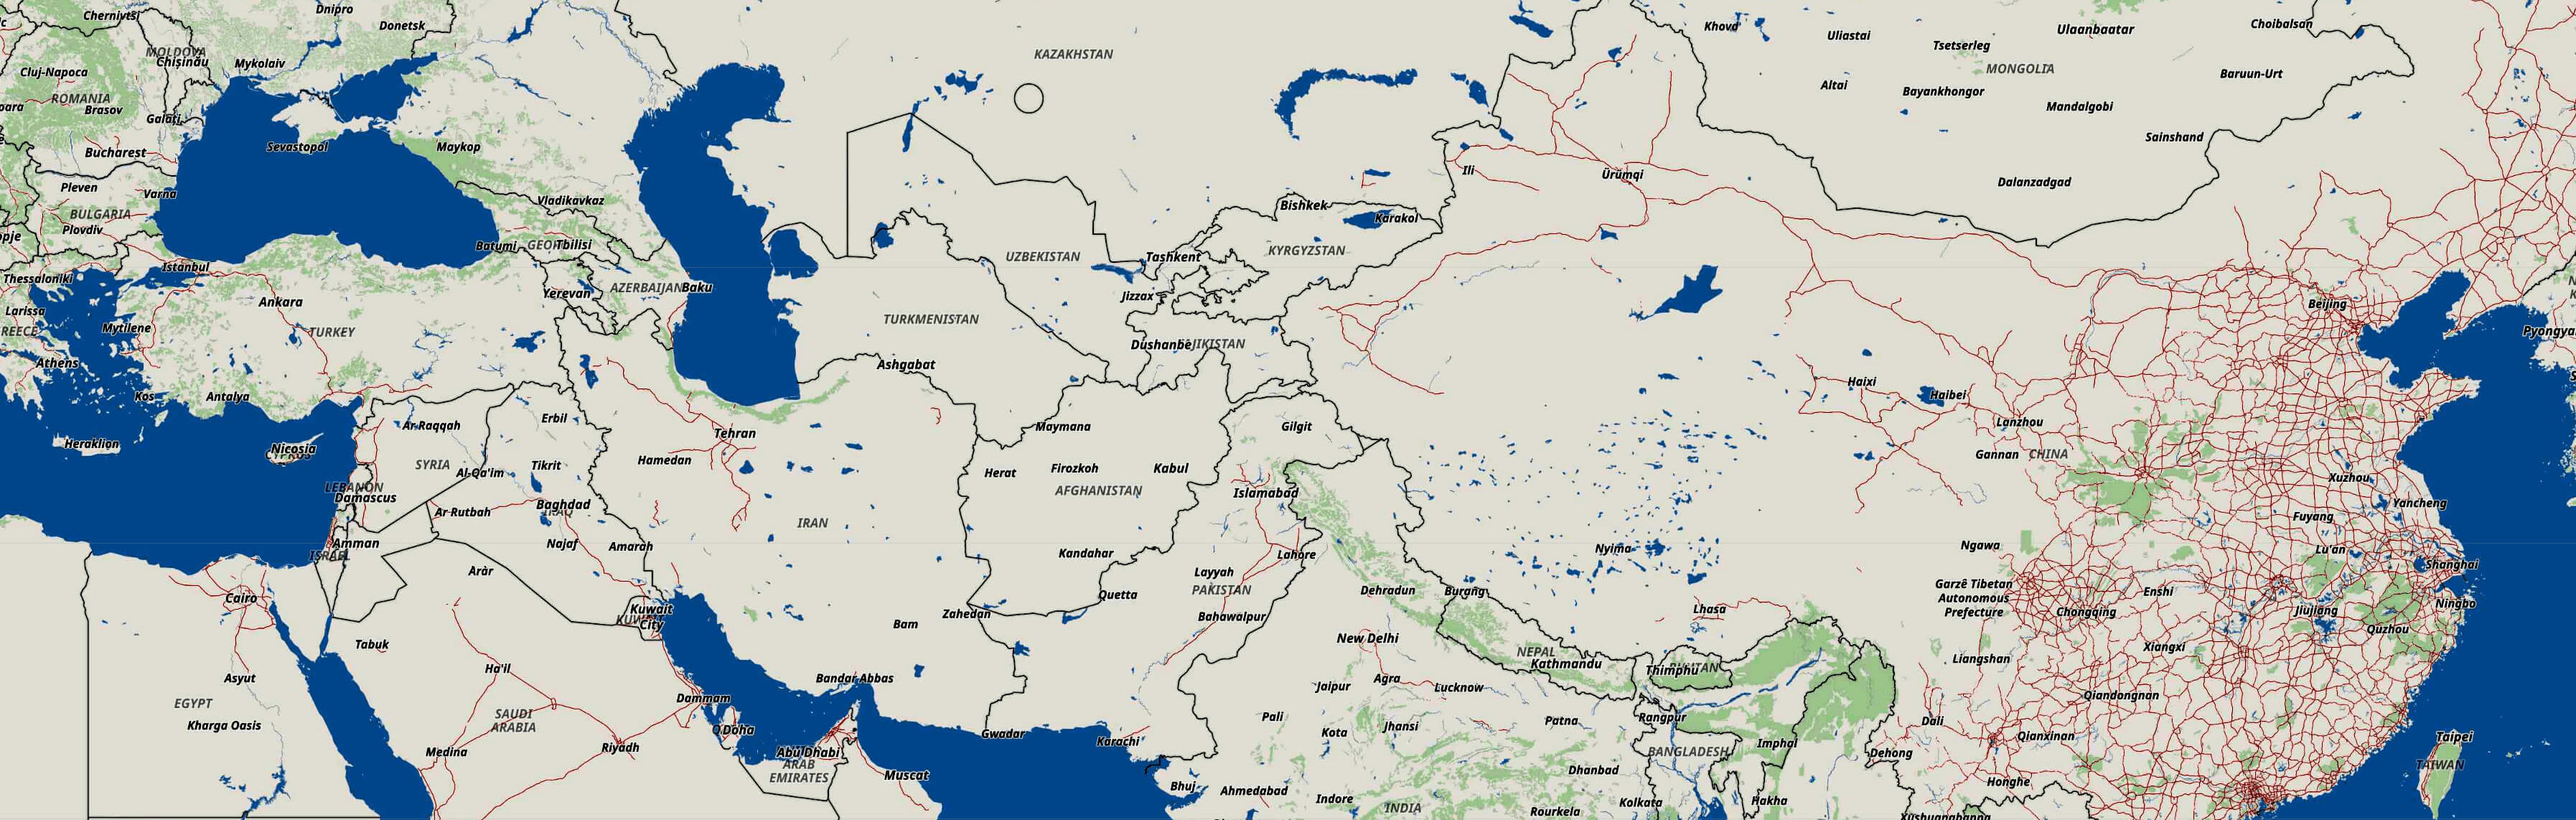 Chernivtsi
Dnipro
Donetsk
MOLDOVA
Chișinău
Mykolaiv
Cluj-Napoca
ROMANIA
Brasov
Galați
Bucharest
Sevastopol
Maykop
Pleven
Varna
BULGARIA
Plovdiv
Vladikavkaz
Batumi
Tbilisi
Thessaloniki
Istanbul
Ankara
Yerevan
AZERBAIJAN
Baku
Larissa
Mytilene
TURKEY
Athens
Kos
Antalya
Heraklion
Nicosia
KAZAKHSTAN
Khovd
Uliastai
Tsetserleg
Ulaanbaatar
Choibalsan
MONGOLIA
Altai
Bayankhongor
Baruun-Urt
Mandalgobi
Sainshand
Dalanzadgad
Ili
Ürümqi
Bishkek
Karakol
UZBEKISTAN
Tashkent
KYRGYZSTAN
Jizzax
TURKMENISTAN
Dushanbe
Ashgabat
Beijing
Haixi
Haibei
Lanzhou
Gannan
CHINA
Ar-Raqqah
Erbil
SYRIA
Al-Qa'im
Tikrit
LEBANON
Damascus
Ar Rutbah
Baghdad
IRAQ
Amman
ISRAEL
Najaf
Amarah
Hamedan
Tehran
IRAN
Maymana
Gilgit
Herat
Firozkoh
Kabul
AFGHANISTAN
Islamabad
Kandahar
Lahore
Layyah
PAKISTAN
Quetta
Bahawalpur
Xuzhou
Yancheng
Fuyang
Ngawa
Lu'an
Shanghai
Nyima
Garzê Tibetan
Autonomous
Prefecture
Chongqing
Enshi
Jiujiang
Ningbo
Quzhou
Aràr
Cairo
Kuwait
City
Zahedan
Bam
Dehradun
Burang
Lhasa
Tabuk
Ha'il
New Delhi
NEPAL
Kathmandu
Thimphu
Liangshan
Xiangxi
Asyut
EGYPT
Kharga Oasis
SAUDI
ARABIA
Dammam
Bandar Abbas
Jaipur
Agra
Lucknow
Qiandongnan
Doha
Gwadar
Karachi
Pali
Kota
Jhansi
Patna
Rangpur
Imphal
Dali
Qianxinan
Taipei
TAIWAN
Medina
Riyadh
Abu Dhabi
ARAB
EMIRATES
Muscat
BANGLADESH
Dehong
Bhuj
Ahmedabad
Indore
INDIA
Dhanbad
Rourkela
Kolkata
Hakha
Honghe